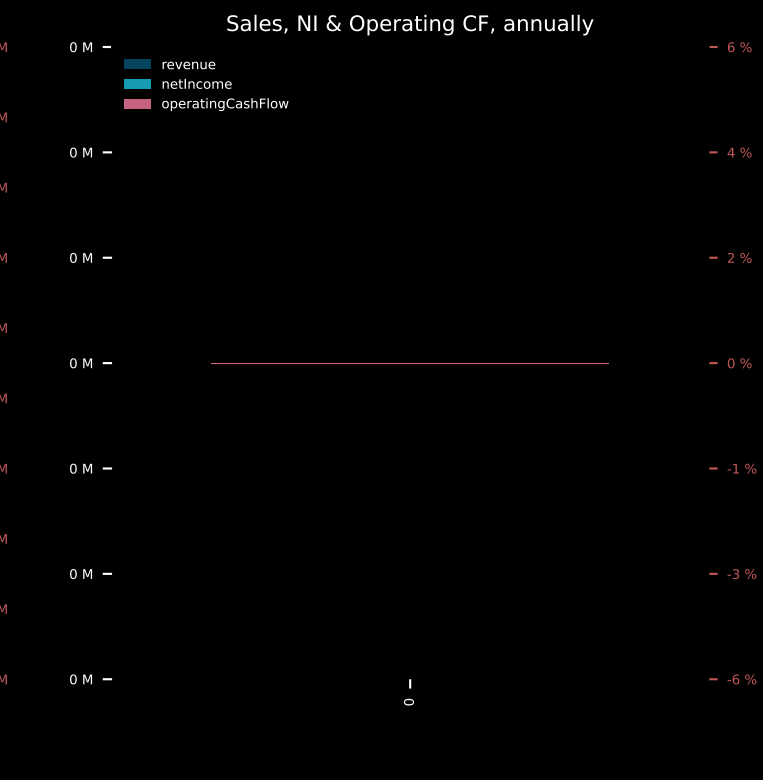 Sales, NI & Operating CF, annually
M
0 M
6 %
revenue
netIncome
operatingCashFlow
M
0 M
4 %
M
M
0 M
2 %
M
0 M
0 %
M
M
0 M
-1 %
M
0 M
-3 %
M
M
0 M
-6 %
0